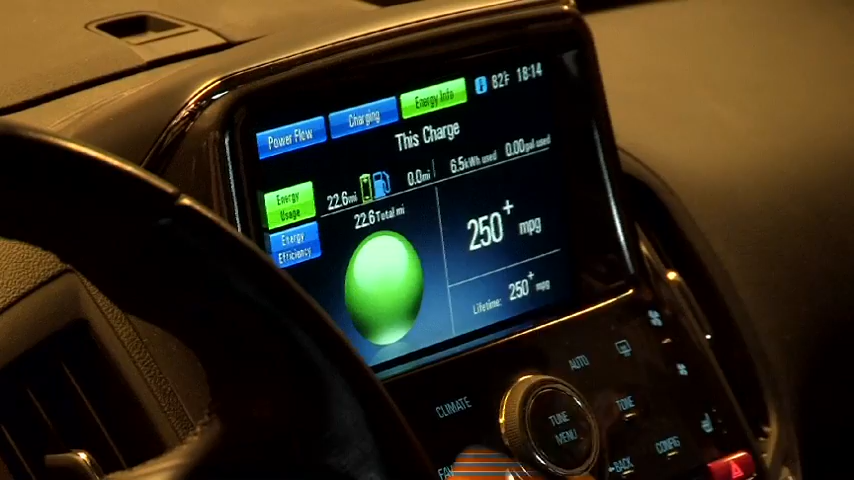 Power Flow
Charging
Energy Info
82°F 18:14
This Charge
Energy
Usage
Energy
Efficiency
22.6mi
0.0mi
6.5kWh used
0.00gal used
22.6Total mi
250+ mpg
Lifetime: 250+ mpg
CLIMATE
AUTO
TUNE
MENU
TONE
BACK
CONFIG
FAV